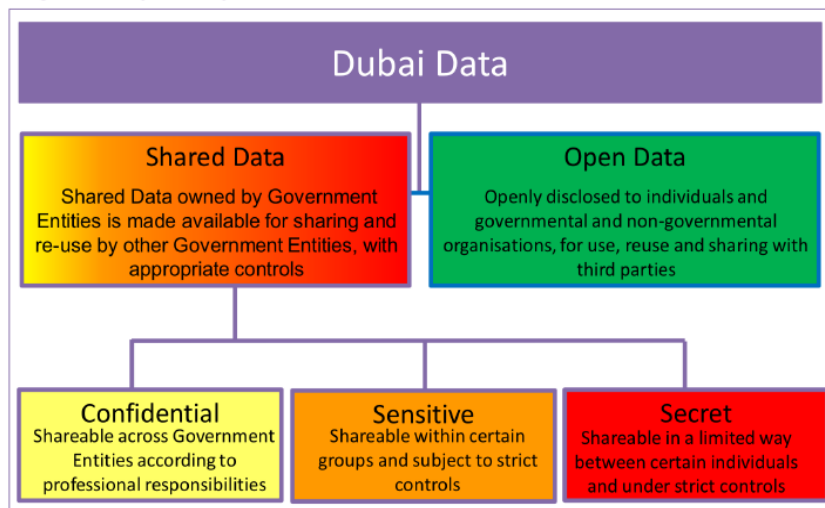 Dubai Data
Shared Data
Shared Data owned by Government
Entities is made available for sharing and
re-use by other Government Entities, with
appropriate controls
Open Data
Openly disclosed to individuals and
governmental and non-governmental
organisations, for use, reuse and sharing with
third parties
Confidential
Shareable across Government
Entities according to
professional responsibilities
Sensitive
Shareable within certain
groups and subject to strict
controls
Secret
Shareable in a limited way
between certain individuals
and under strict controls